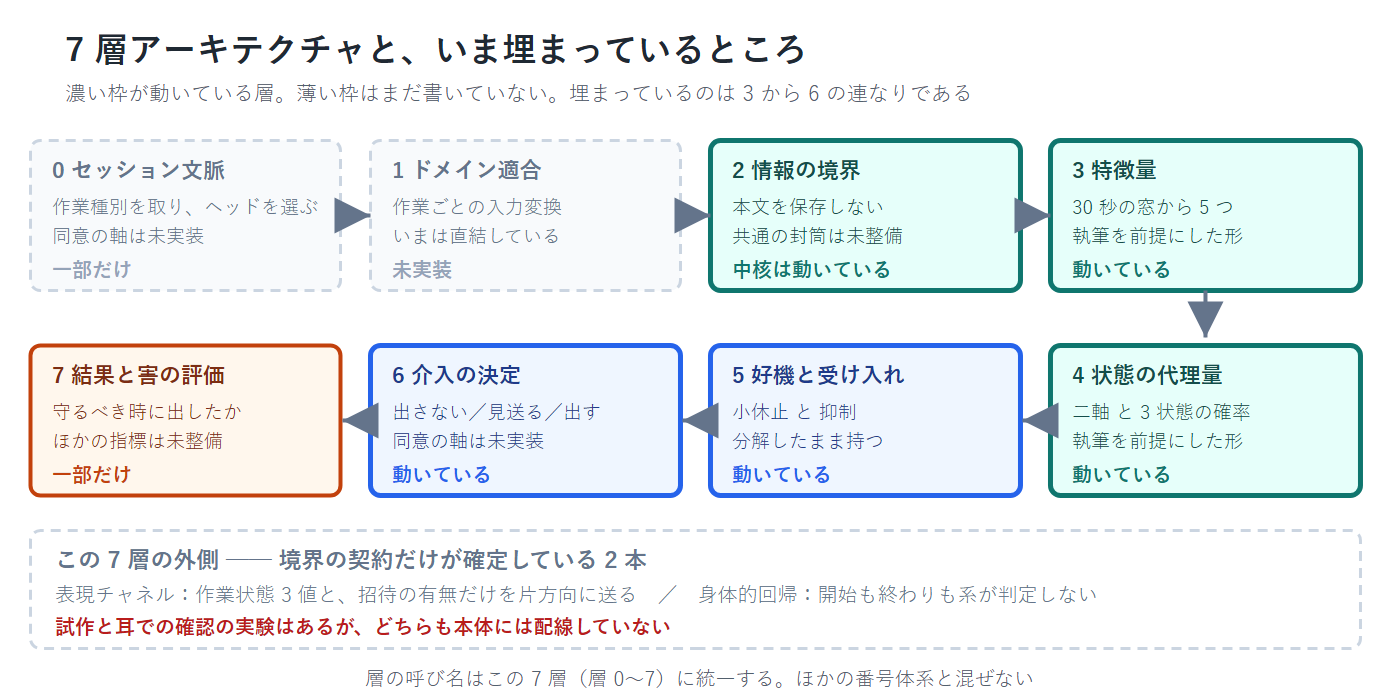 7 層アーキテクチャと、いま埋まっているところ
濃い枠が動いている層。薄い枠はまだ書いていない。埋まっているのは 3 から 6 の連なりである
0 セッション文脈
作業種別を取り、ヘッドを選ぶ
同意の軸は未実装
一部だけ
1 ドメイン適合
作業ごとの入力変換
いまは直結している
未実装
2 情報の境界
本文を保存しない
共通の封筒は未整備
中核は動いている
3 特徴量
30 秒の窓から 5 つ
執筆を前提にした形
動いている
7 結果と害の評価
守るべき時に出したか
ほかの指標は未整備
一部だけ
6 介入の決定
出さない／見送る／出す
同意の軸は未実装
動いている
5 好機と受け入れ
小休止 と 抑制
分解したまま持つ
動いている
4 状態の代理量
二軸 と 3 状態の確率
執筆を前提にした形
動いている
この 7 層の外側 ―― 境界の契約だけが確定している 2 本
表現チャネル：作業状態 3 値と、招待の有無だけを片方向に送る　／　身体的回帰：開始も終わりも系が判定しない
試作と耳での確認の実験はあるが、どちらも本体には配線していない
層の呼び名はこの 7 層（層 0〜7）に統一する。ほかの番号体系と混ぜない